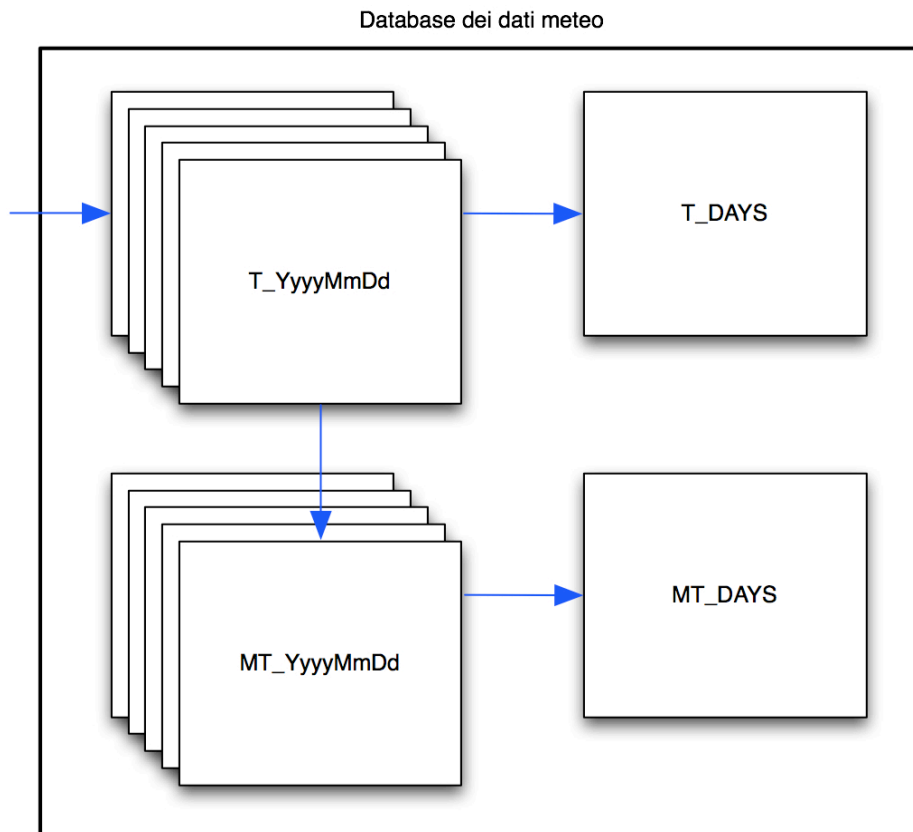 Database dei dati meteo
T_DAYS
T_YyyyMmDd
MT_DAYS
MT_YyyyMmDd